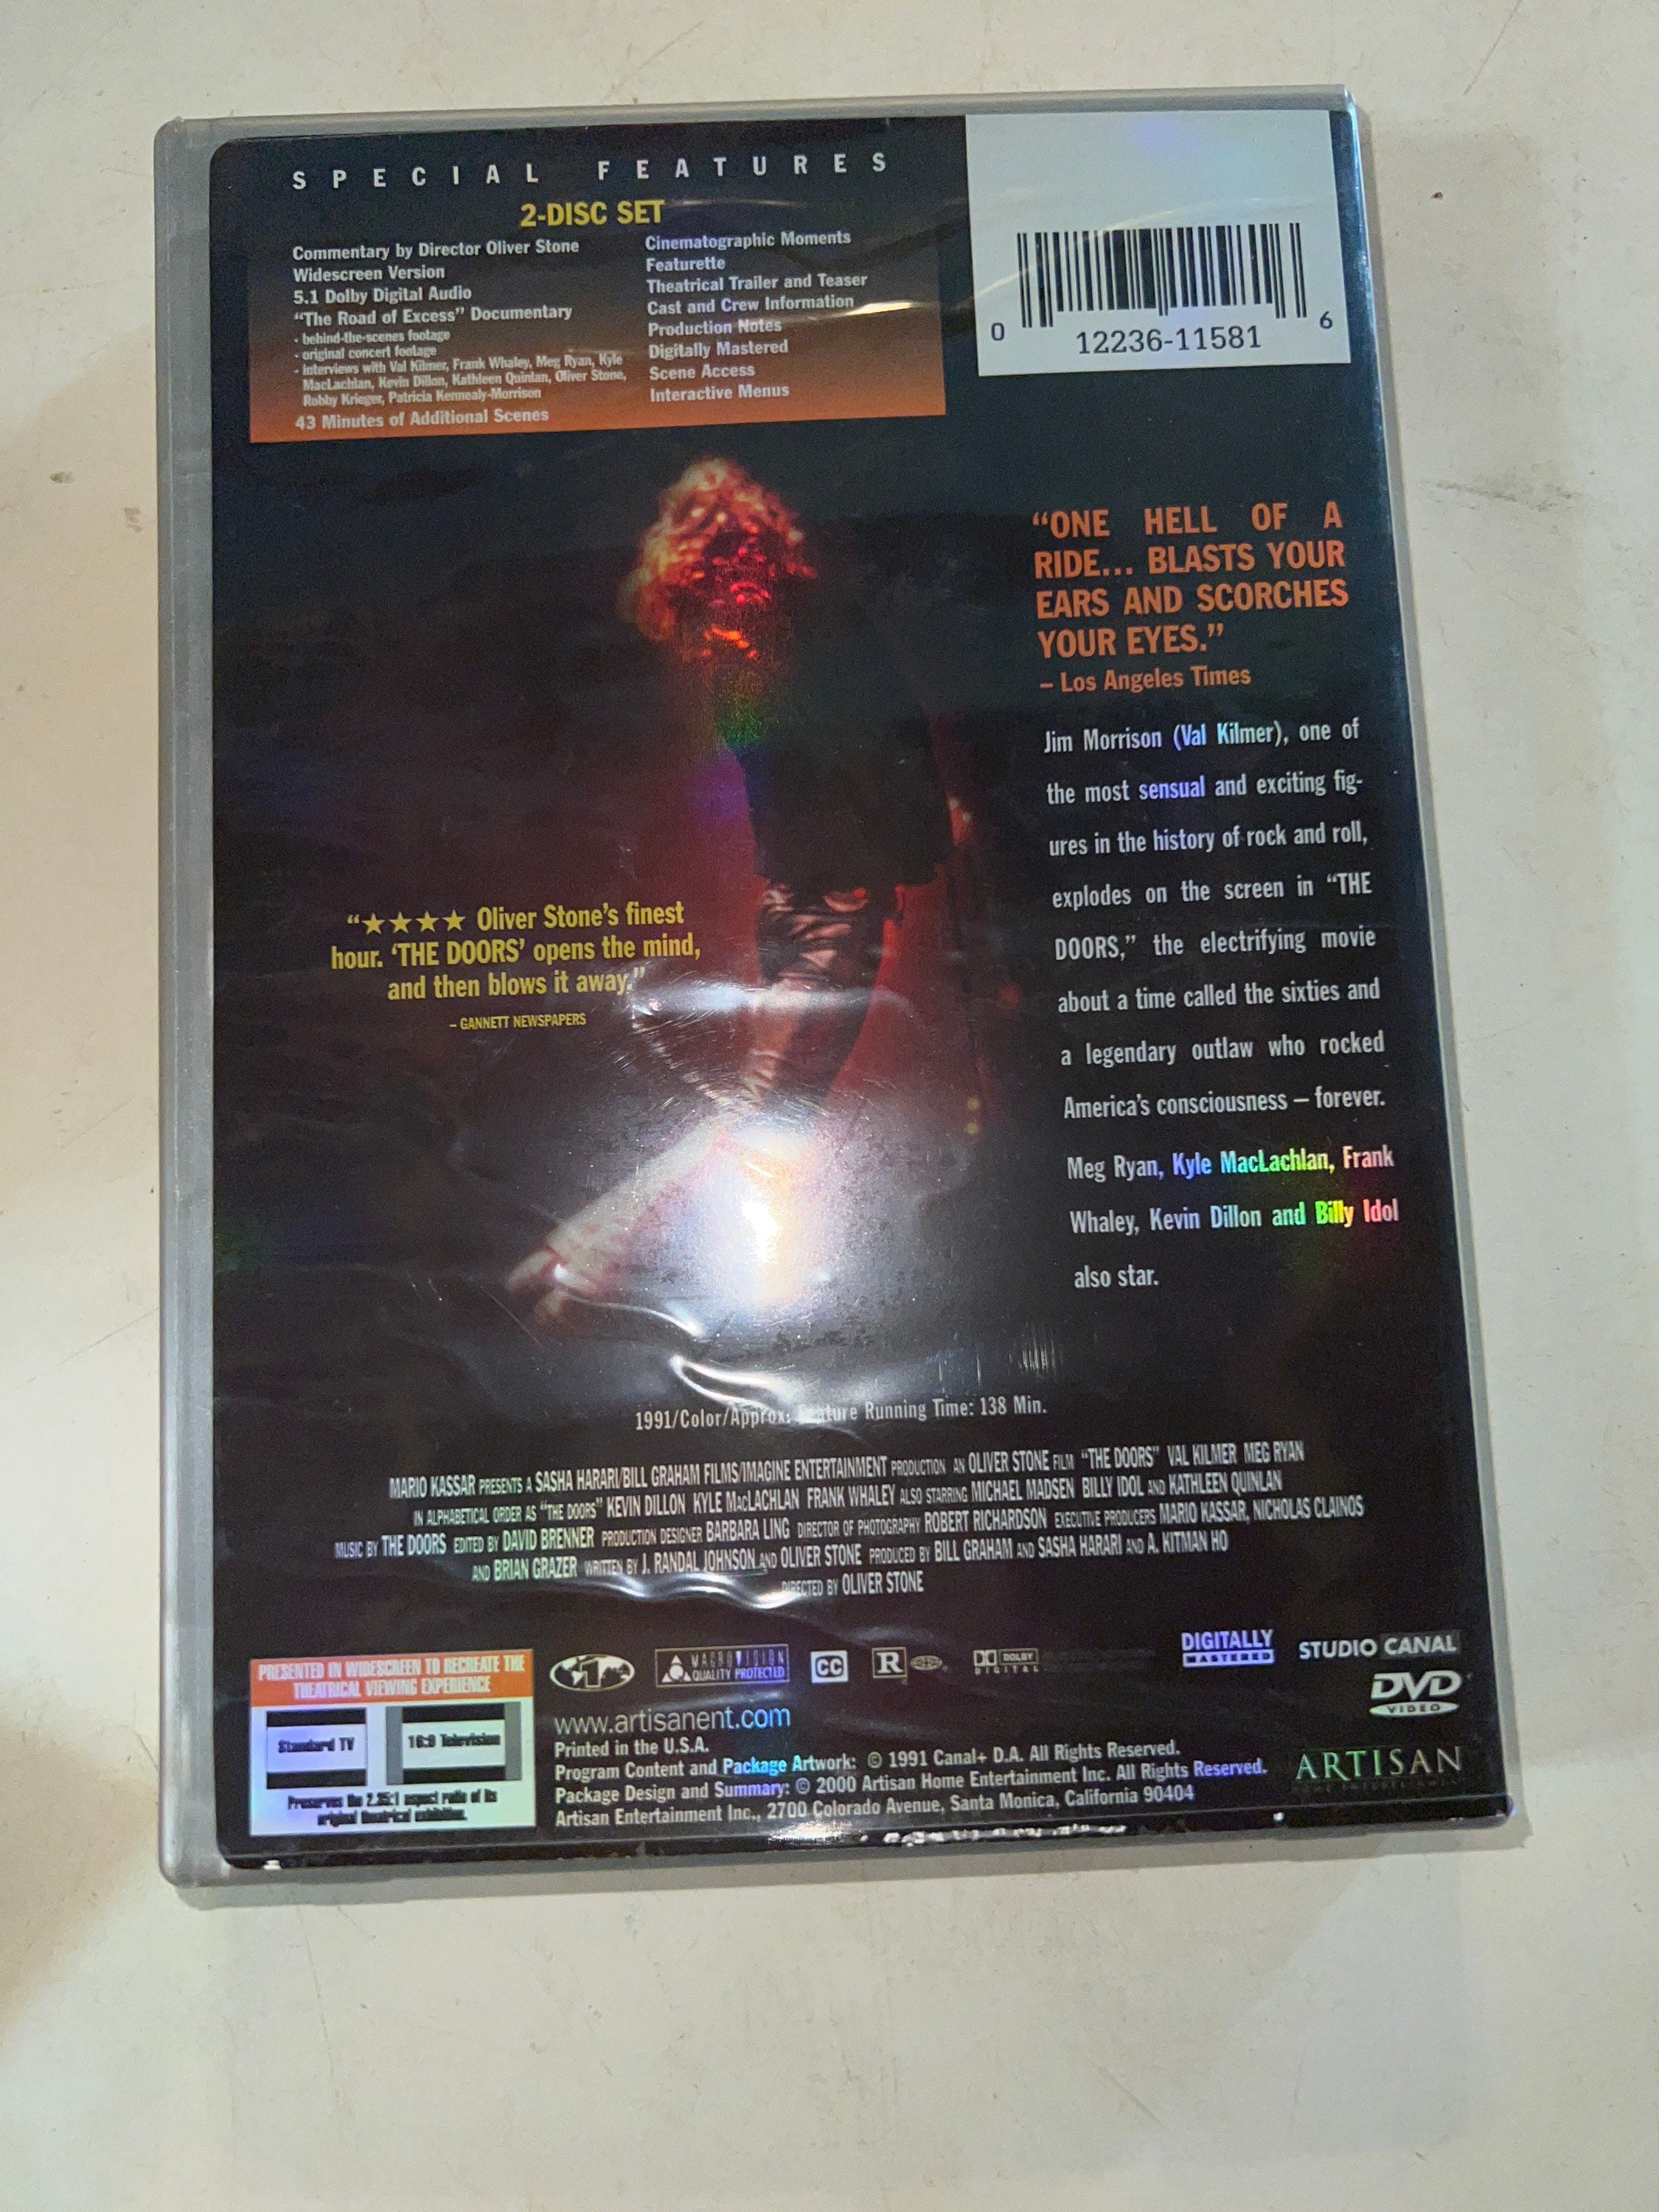 SPECIAL FEATURES
2-DISC SET
Commentary by Director Oliver Stone
Widescreen Version
5.1 Dolby Digital Audio
“The Road of Excess” Documentary
- behind-the-scenes footage
- original concert footage
- interviews with Val Kilmer, Frank Whaley, Meg Ryan, Kyle
MacLachlan, Kevin Dillon, Kathleen Quinlan, Oliver Stone,
Robby Krieger, Patricia Kennealy-Morrison
43 Minutes of Additional Scenes
Cinematographic Moments
Featurette
Theatrical Trailer and Teaser
Cast and Crew Information
Production Notes
Digitally Mastered
Scene Access
Interactive Menus
0 12236-11581 6
“ONE HELL OF A
RIDE... BLASTS YOUR
EARS AND SCORCHES
YOUR EYES.”
– Los Angeles Times
Jim Morrison (Val Kilmer), one of
the most sensual and exciting fig-
ures in the history of rock and roll,
explodes on the screen in “THE
DOORS,” the electrifying movie
about a time called the sixties and
a legendary outlaw who rocked
America’s consciousness – forever.
Meg Ryan, Kyle MacLachlan, Frank
Whaley, Kevin Dillon and Billy Idol
also star.
“★★★★ Oliver Stone’s finest
hour. ‘THE DOORS’ opens the mind,
and then blows it away.”
– GANNETT NEWSPAPERS
1991/Color/Approx. Feature Running Time: 138 Min.
MARIO KASSAR PRESENTS A SASHA HARARI/BILL GRAHAM FILMS/IMAGINE ENTERTAINMENT PRODUCTION AN OLIVER STONE FILM “THE DOORS” VAL KILMER MEG RYAN
IN ALPHABETICAL ORDER AS “THE DOORS” KEVIN DILLON KYLE MacLACHLAN FRANK WHALEY ALSO STARRING MICHAEL MADSEN BILLY IDOL AND KATHLEEN QUINLAN
MUSIC BY THE DOORS EDITED BY DAVID BRENNER PRODUCTION DESIGNER BARBARA LING DIRECTOR OF PHOTOGRAPHY ROBERT RICHARDSON EXECUTIVE PRODUCERS MARIO KASSAR, NICHOLAS CLAINOS
AND BRIAN GRAZER WRITTEN BY J. RANDAL JOHNSON AND OLIVER STONE PRODUCED BY BILL GRAHAM AND SASHA HARARI AND A. KITMAN HO
DIRECTED BY OLIVER STONE
PRESENTED IN WIDESCREEN TO RECREATE THE
THEATRICAL VIEWING EXPERIENCE
Standard TV
16:9 Television
Preserves the 2.35:1 aspect ratio of its
original theatrical exhibition.
1
MACROVISION
QUALITY PROTECTED
CC
R
DOLBY
DIGITAL
DIGITALLY
MASTERED
STUDIO CANAL
DVD
VIDEO
www.artisanent.com
Printed in the U.S.A.
Program Content and Package Artwork: © 1991 Canal+ D.A. All Rights Reserved.
Package Design and Summary: © 2000 Artisan Home Entertainment Inc. All Rights Reserved.
Artisan Entertainment Inc., 2700 Colorado Avenue, Santa Monica, California 90404
ARTISAN
HOME ENTERTAINMENT